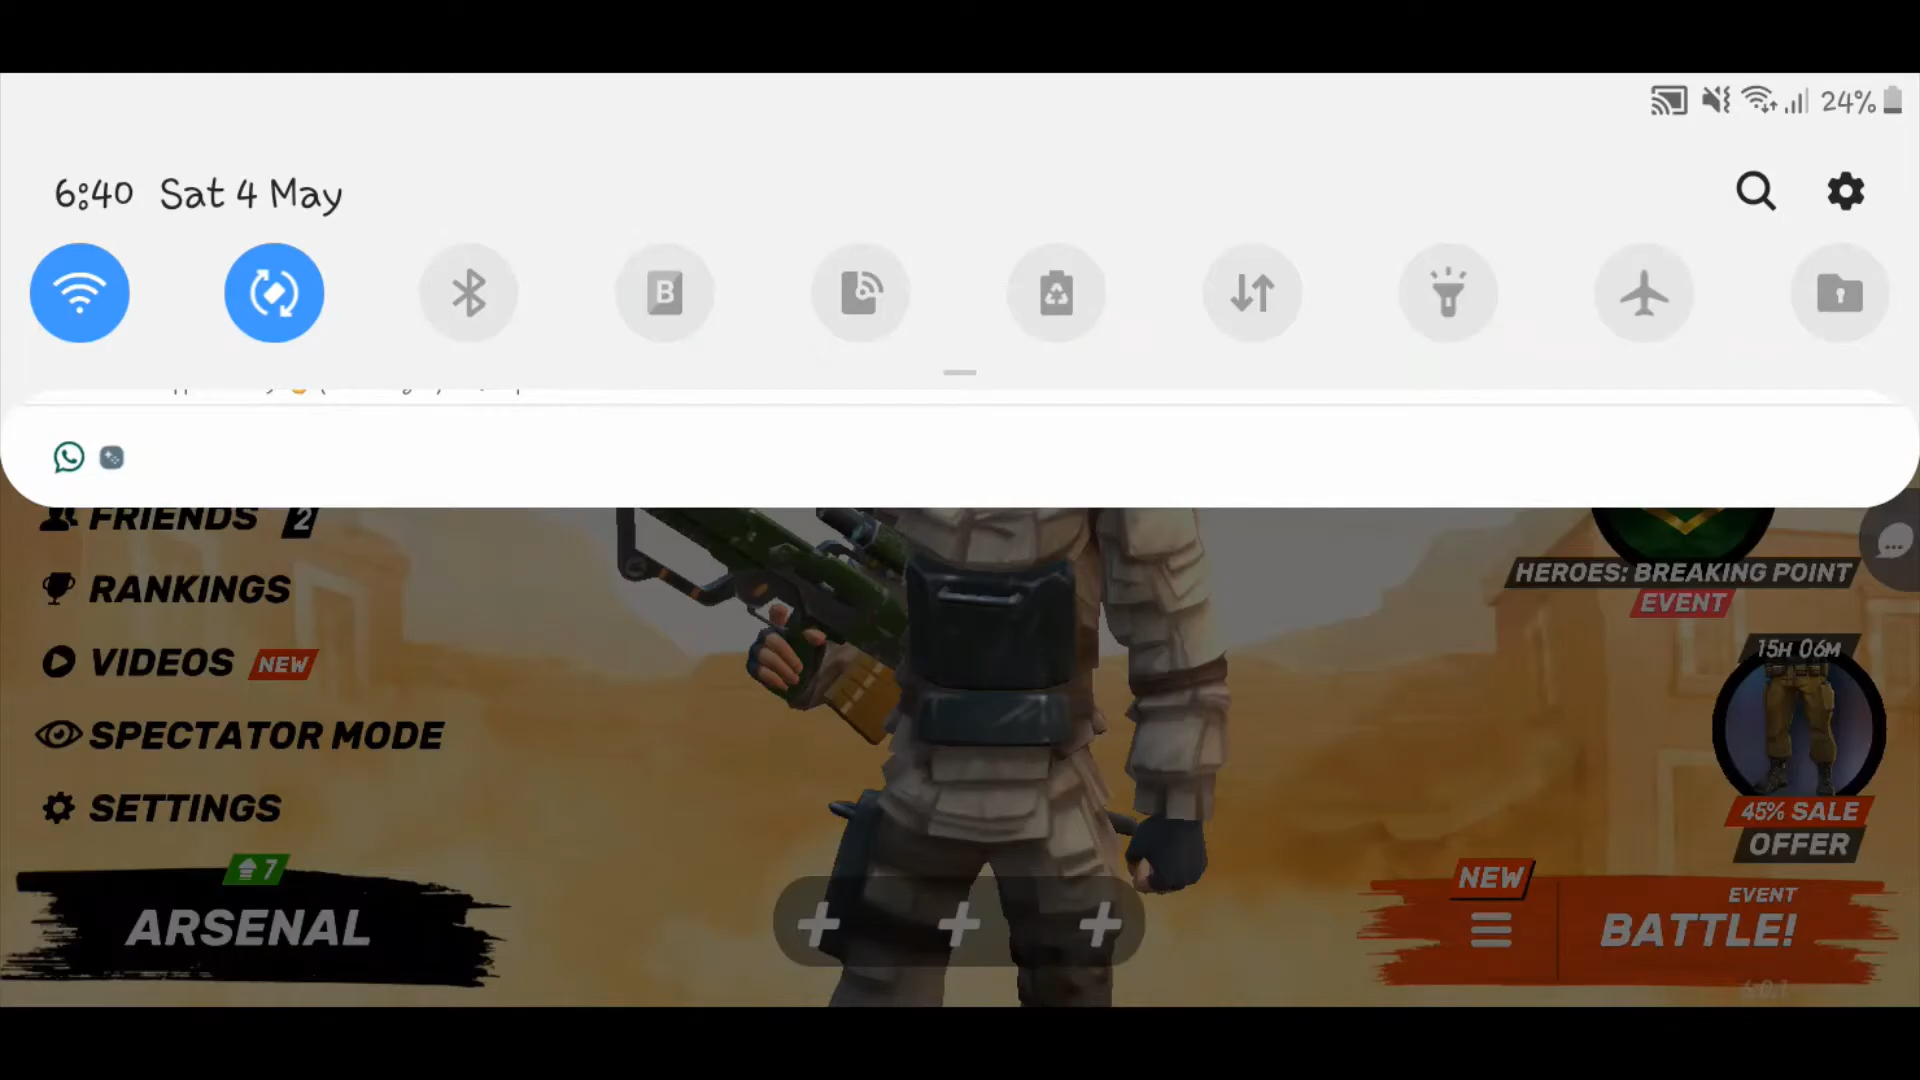 24%
6:40 Sat 4 May
B
FRIENDS 2
RANKINGS
VIDEOS NEW
SPECTATOR MODE
SETTINGS
7
ARSENAL
HEROES: BREAKING POINT
EVENT
15H 06M
45% SALE
OFFER
NEW
EVENT
BATTLE!